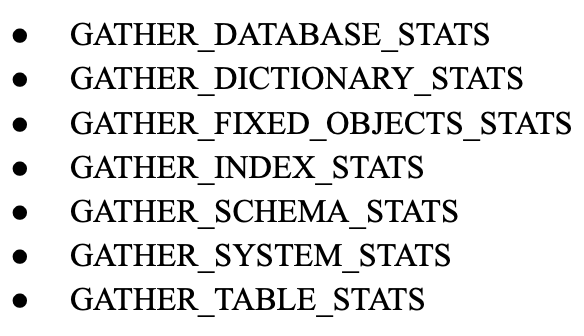 ● GATHER_DATABASE_STATS
● GATHER_DICTIONARY_STATS
● GATHER_FIXED_OBJECTS_STATS
● GATHER_INDEX_STATS
● GATHER_SCHEMA_STATS
● GATHER_SYSTEM_STATS
● GATHER_TABLE_STATS